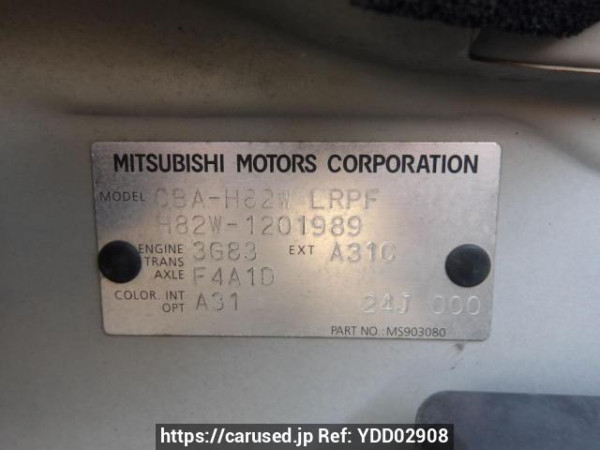 MITSUBISHI MOTORS CORPORATION
MODEL CBA-H82W LRPF
H82W-1201989
ENGINE 3G83 EXT A31C
TRANS
AXLE F4A1D
COLOR. INT A31
OPT 24J 000
PART NO.: MS903080
https://carused.jp Ref: YDD02908